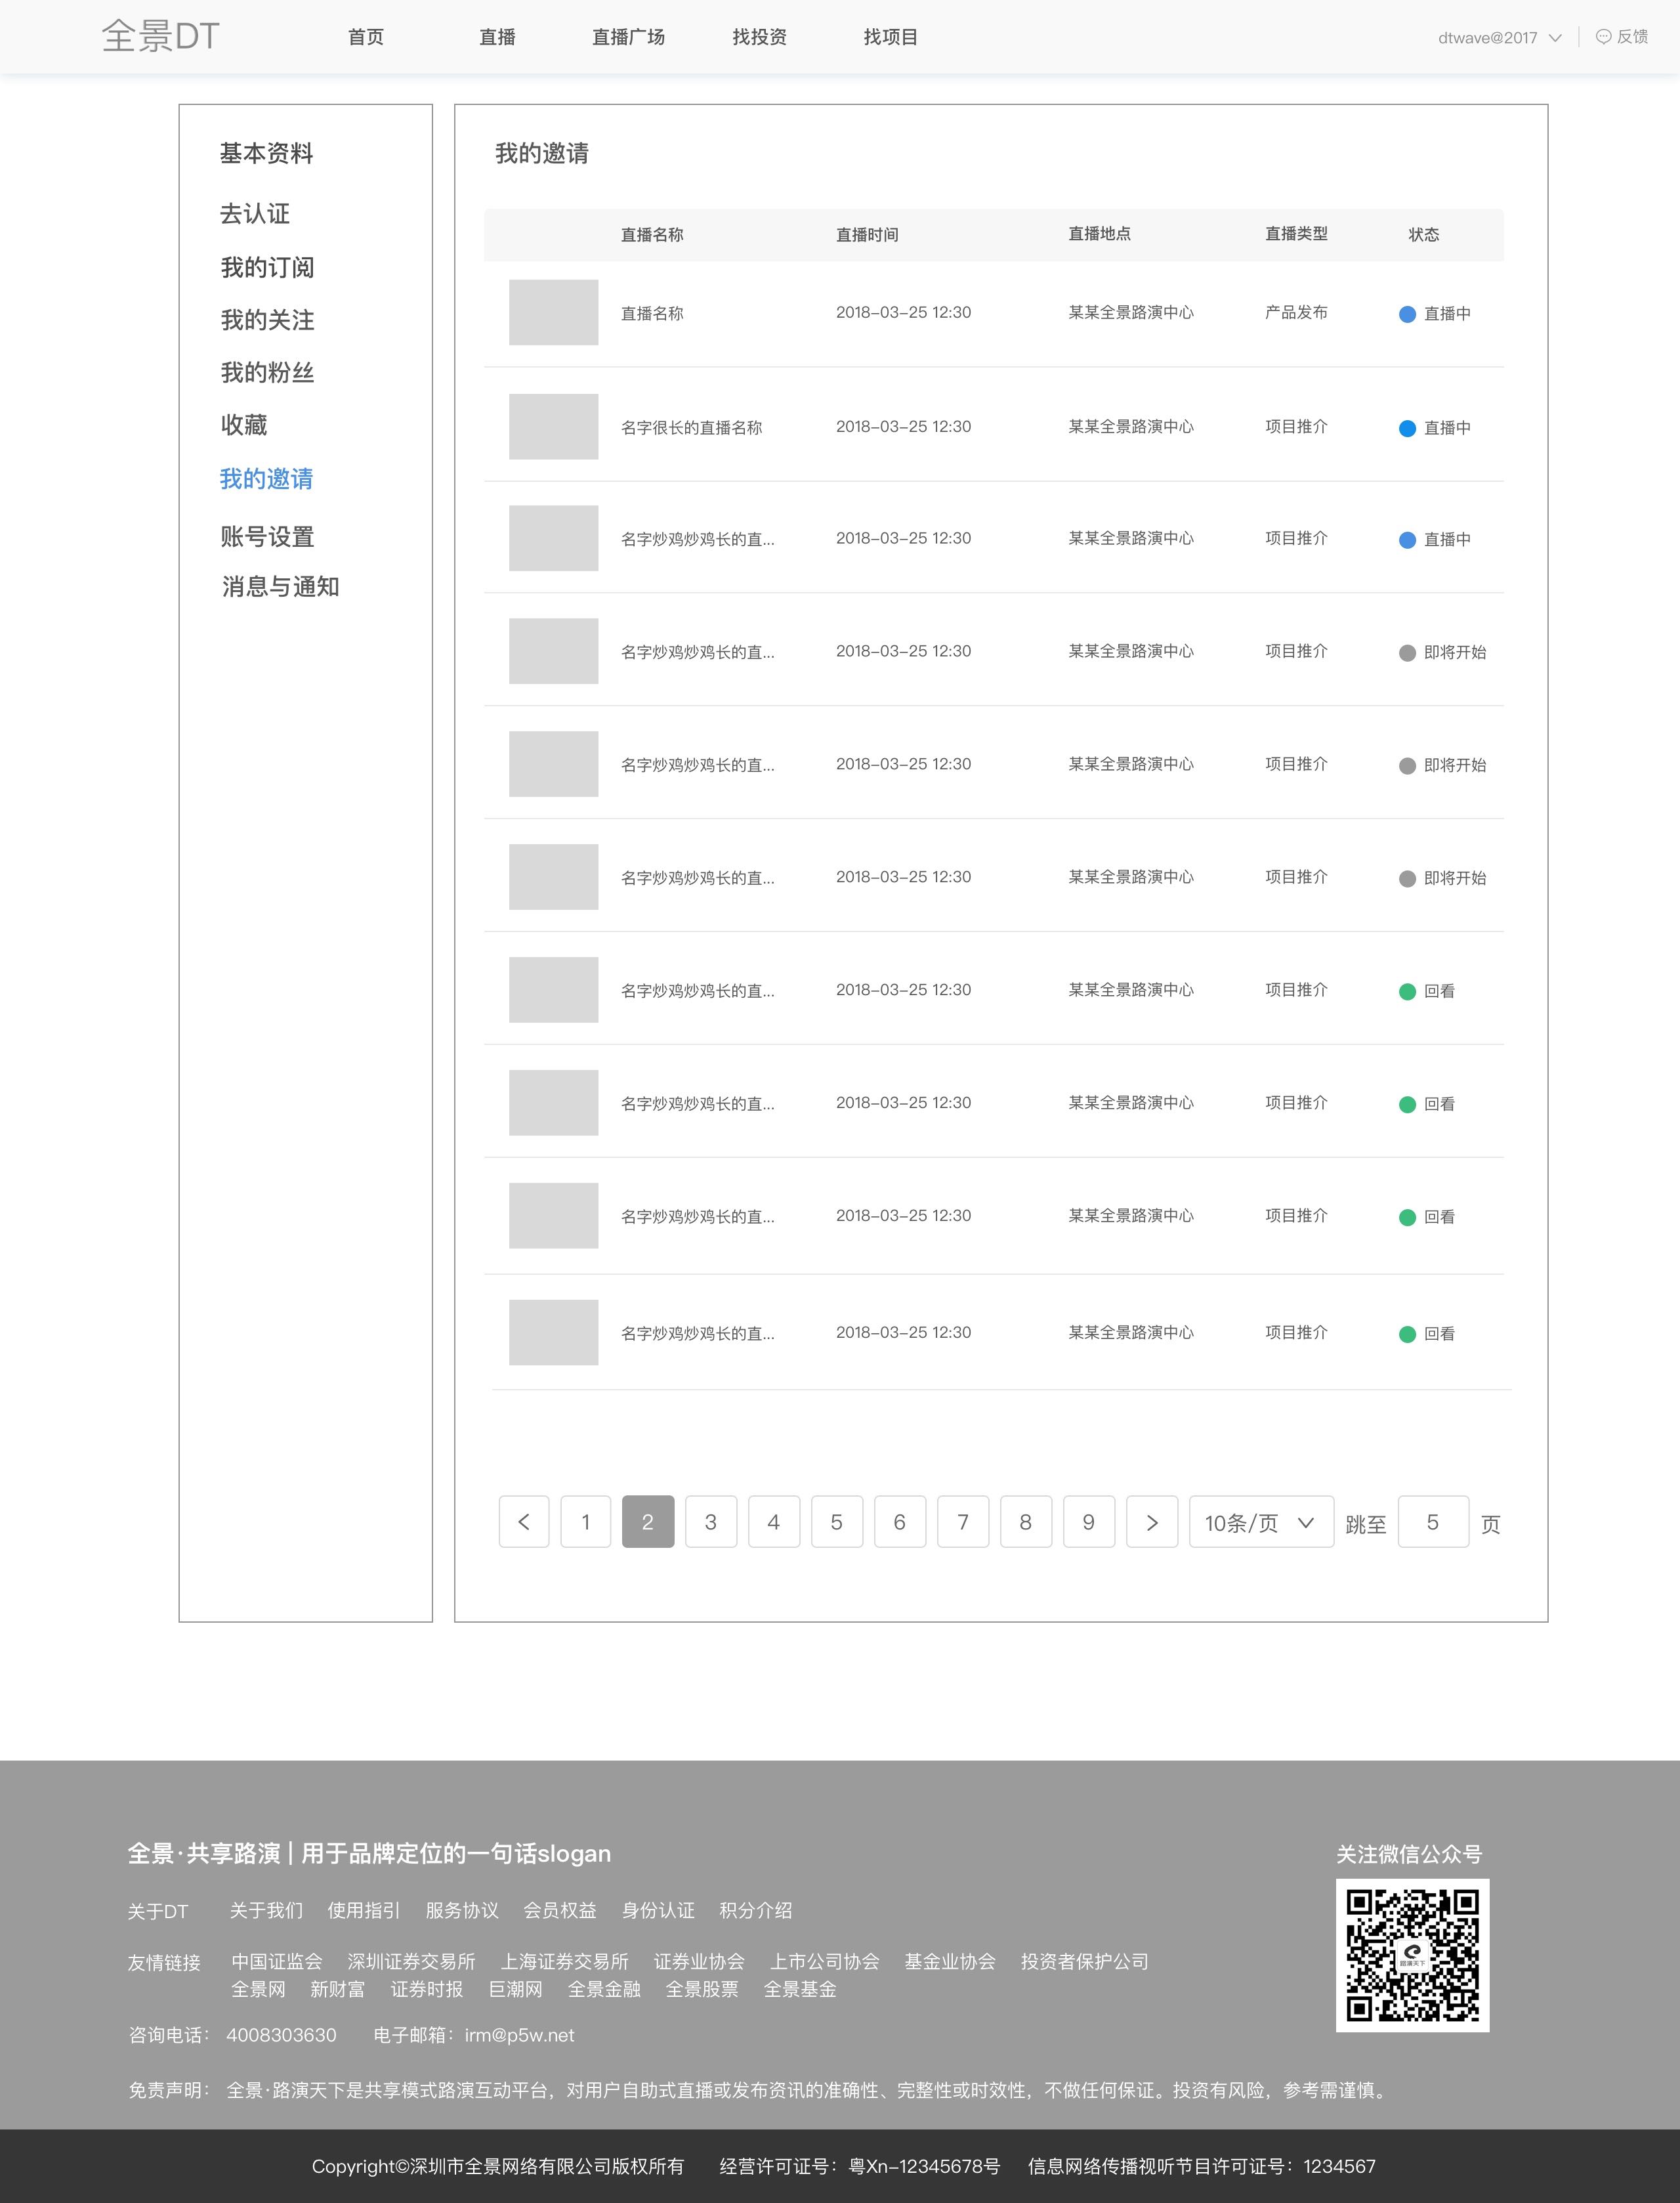 全景DT 首页 直播 直播广场 找投资 找项目 dtwave@2017 反馈
基本资料
去认证
我的订阅
我的关注
我的粉丝
收藏
我的邀请
账号设置
消息与通知
我的邀请
直播名称 直播时间 直播地点 直播类型 状态
直播名称 2018-03-25 12:30 某某全景路演中心 产品发布 直播中
名字很长的直播名称 2018-03-25 12:30 某某全景路演中心 项目推介 直播中
名字炒鸡炒鸡长的直... 2018-03-25 12:30 某某全景路演中心 项目推介 直播中
名字炒鸡炒鸡长的直... 2018-03-25 12:30 某某全景路演中心 项目推介 即将开始
名字炒鸡炒鸡长的直... 2018-03-25 12:30 某某全景路演中心 项目推介 即将开始
名字炒鸡炒鸡长的直... 2018-03-25 12:30 某某全景路演中心 项目推介 即将开始
名字炒鸡炒鸡长的直... 2018-03-25 12:30 某某全景路演中心 项目推介 回看
名字炒鸡炒鸡长的直... 2018-03-25 12:30 某某全景路演中心 项目推介 回看
名字炒鸡炒鸡长的直... 2018-03-25 12:30 某某全景路演中心 项目推介 回看
名字炒鸡炒鸡长的直... 2018-03-25 12:30 某某全景路演中心 项目推介 回看
1 2 3 4 5 6 7 8 9 10条/页 跳至 5 页
全景·共享路演 | 用于品牌定位的一句话slogan
关于DT 关于我们 使用指引 服务协议 会员权益 身份认证 积分介绍
友情链接 中国证监会 深圳证券交易所 上海证券交易所 证券业协会 上市公司协会 基金业协会 投资者保护公司
全景网 新财富 证券时报 巨潮网 全景金融 全景股票 全景基金
咨询电话： 4008303630 电子邮箱：irm@p5w.net
免责声明： 全景·路演天下是共享模式路演互动平台，对用户自助式直播或发布资讯的准确性、完整性或时效性，不做任何保证。投资有风险，参考需谨慎。
关注微信公众号
路演天下
Copyright©深圳市全景网络有限公司版权所有 经营许可证号：粤Xn-12345678号 信息网络传播视听节目许可证号：1234567